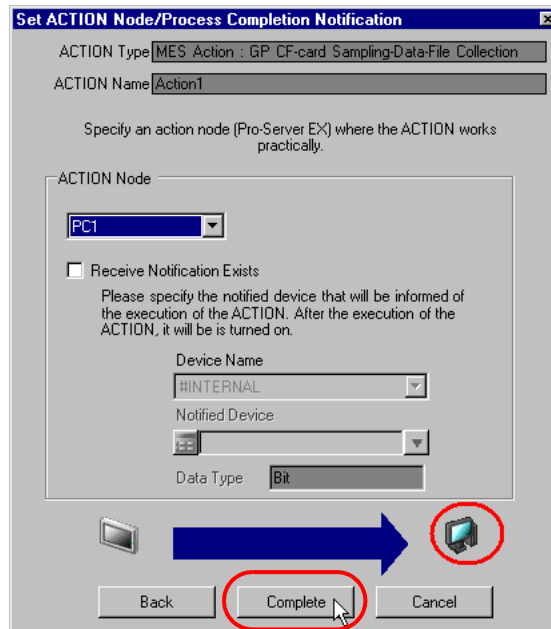 Set ACTION Node/Process Completion Notification
ACTION Type MES Action : GP CF-card Sampling-Data-File Collection
ACTION Name Action1
Specify an action node (Pro-Server EX) where the ACTION works
practically.
ACTION Node
PC1
Receive Notification Exists
Please specify the notified device that will be informed of
the execution of the ACTION. After the execution of the
ACTION, it will be is turned on.
Device Name
#INTERNAL
Notified Device
Data Type Bit
Back Complete Cancel